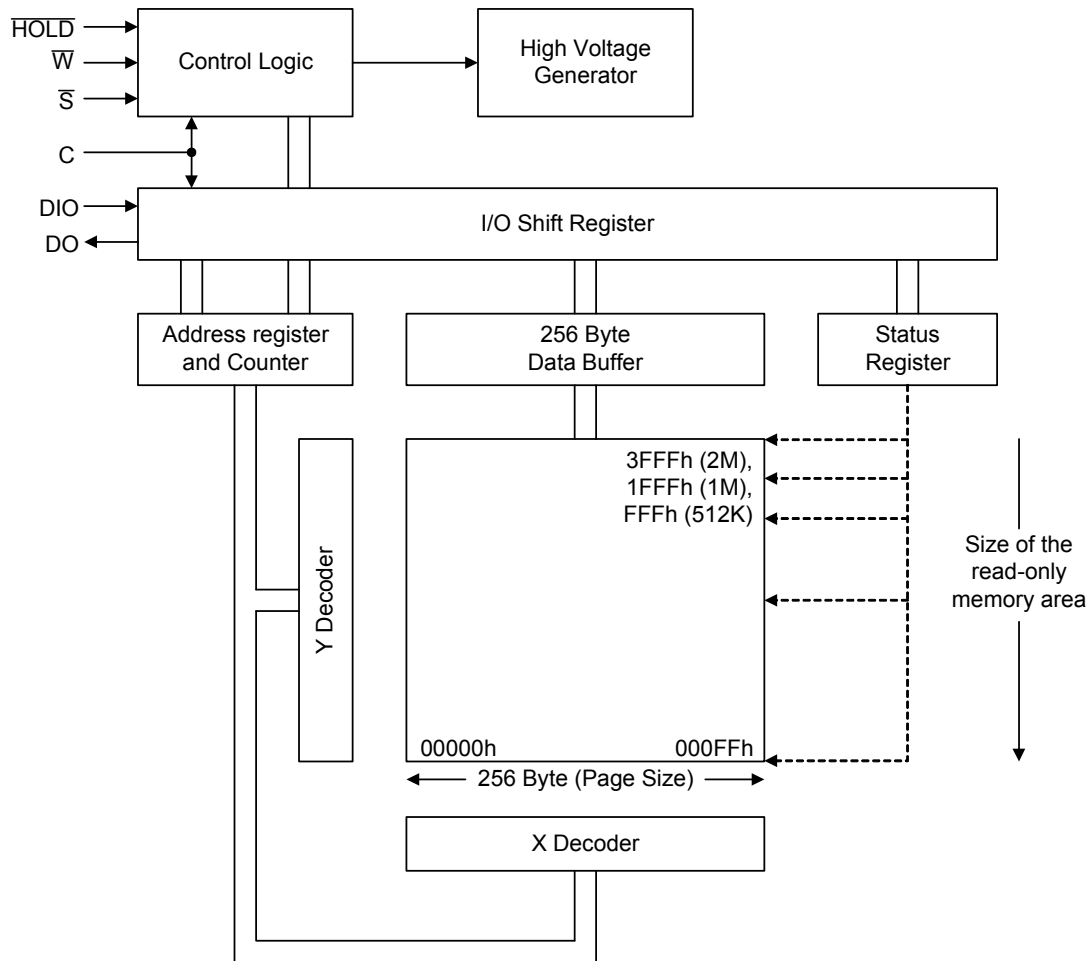 HOLD
W
S
C
DIO
DO
Control Logic
High Voltage
Generator
I/O Shift Register
Address register
and Counter
256 Byte
Data Buffer
Status
Register
Y Decoder
3FFFh (2M),
1FFFh (1M),
FFFh (512K)
00000h
000FFh
256 Byte (Page Size)
X Decoder
Size of the
read-only
memory area